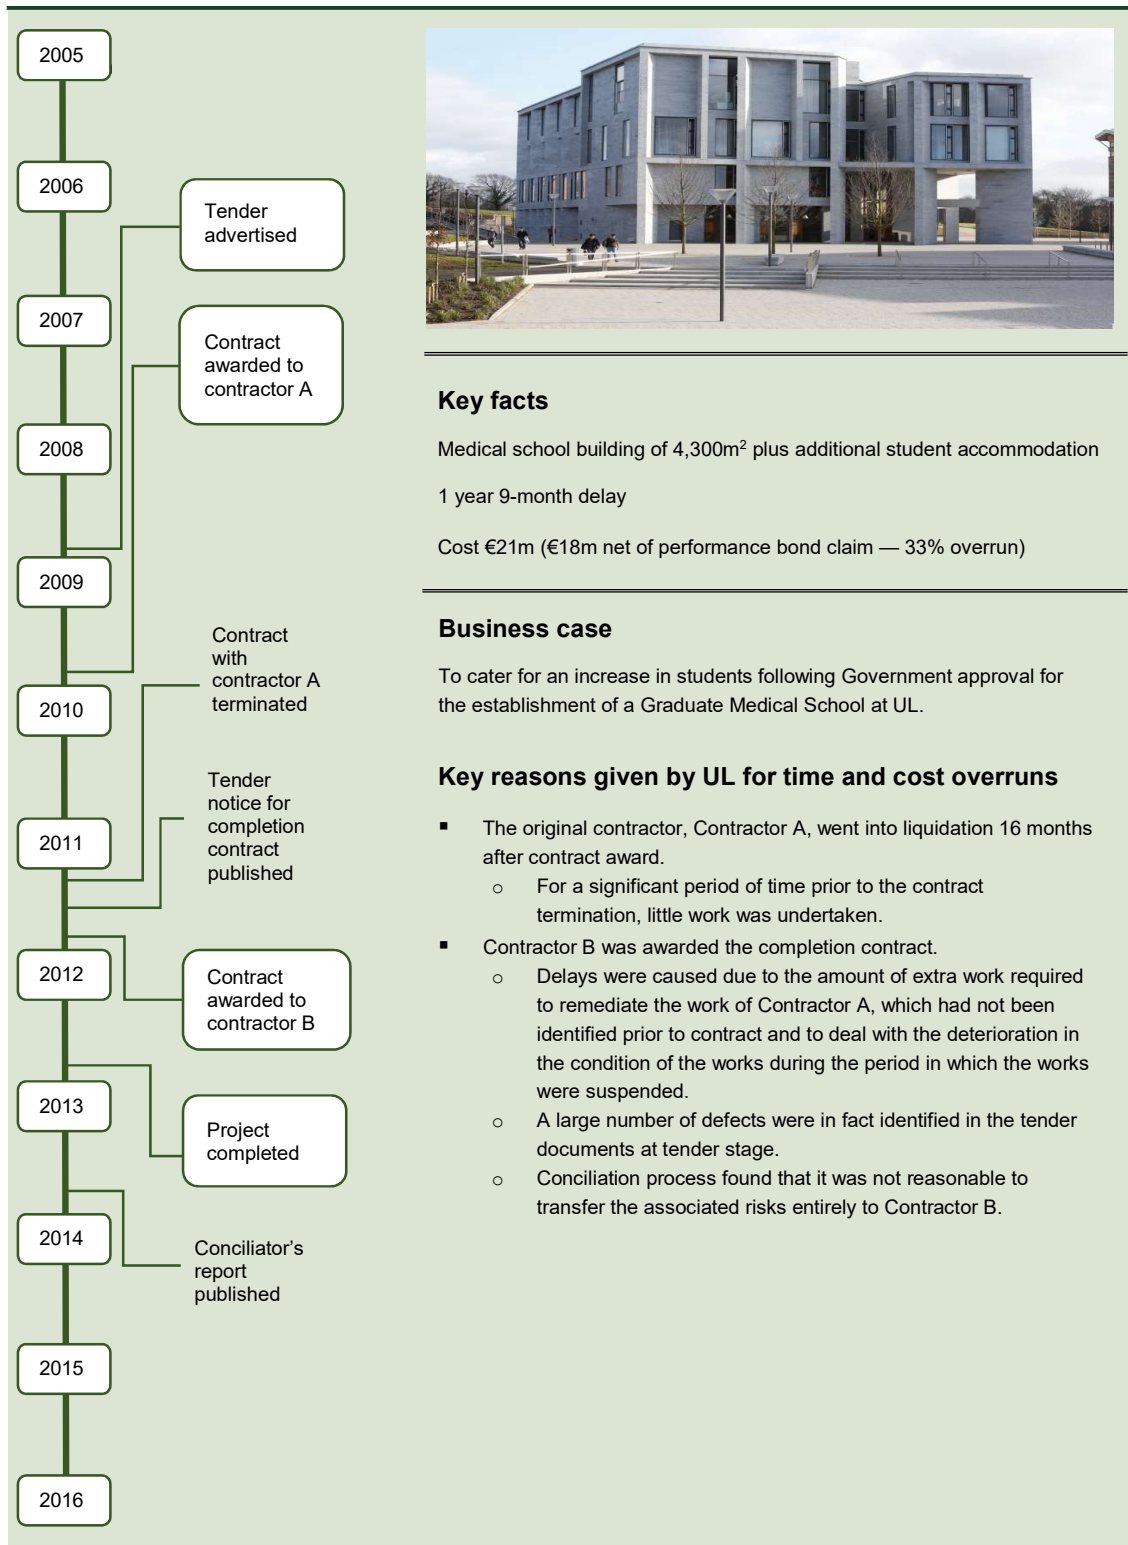 2005
2006
2007
2008
2009
2010
2011
2012
2013
2014
2015
2016
Tender
advertised
Contract
awarded to
contractor A
Contract
with
contractor A
terminated
Tender
notice for
completion
contract
published
Contract
awarded to
contractor B
Project
completed
Conciliator’s
report
published
Key facts
Medical school building of 4,300m² plus additional student accommodation
1 year 9-month delay
Cost €21m (€18m net of performance bond claim — 33% overrun)
Business case
To cater for an increase in students following Government approval for
the establishment of a Graduate Medical School at UL.
Key reasons given by UL for time and cost overruns
▪ The original contractor, Contractor A, went into liquidation 16 months
after contract award.
o For a significant period of time prior to the contract
termination, little work was undertaken.
▪ Contractor B was awarded the completion contract.
o Delays were caused due to the amount of extra work required
to remediate the work of Contractor A, which had not been
identified prior to contract and to deal with the deterioration in
the condition of the works during the period in which the works
were suspended.
o A large number of defects were in fact identified in the tender
documents at tender stage.
o Conciliation process found that it was not reasonable to
transfer the associated risks entirely to Contractor B.